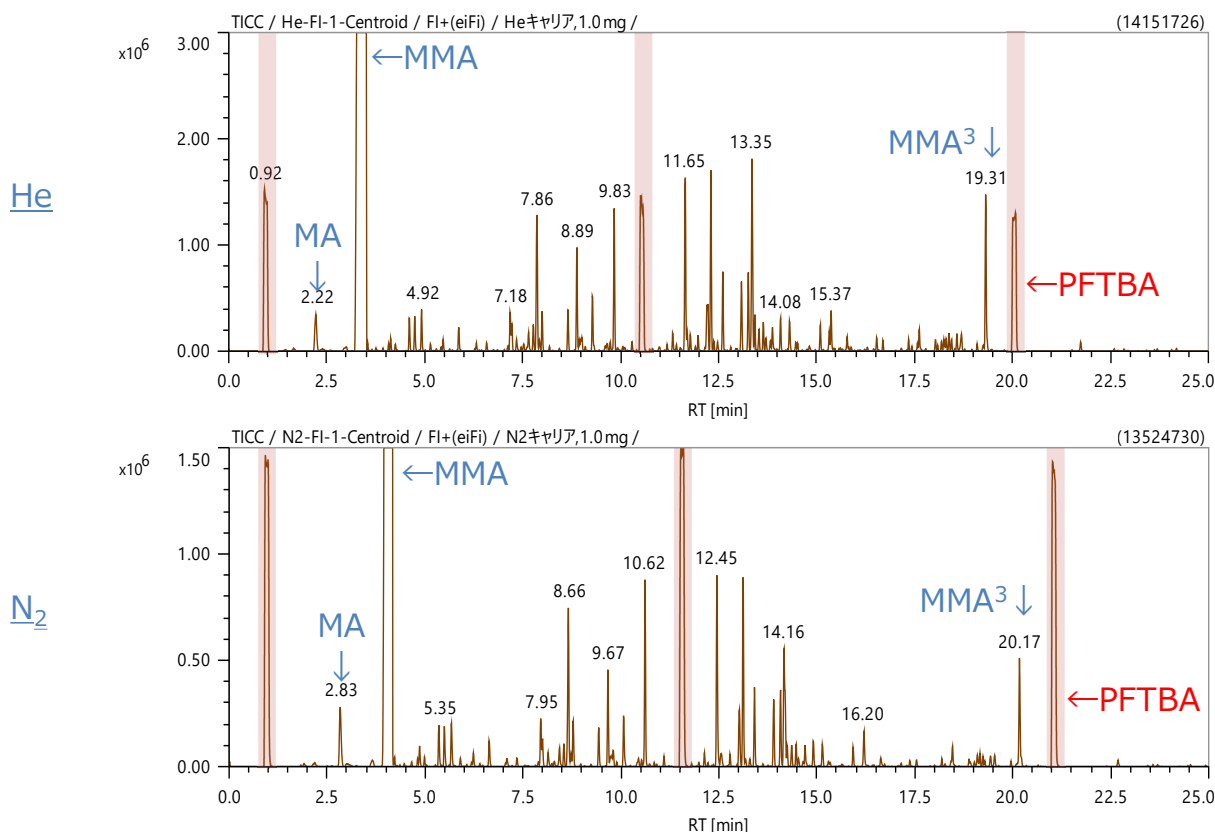 TICC / He-FI-1-Centroid / FI+(eiFi) / Heキャリア,1.0mg /
(14151726)
x10⁶
3.00
←MMA
2.00
13.35
MMA³ ↓
11.65
19.31
He
0.92
9.83
7.86
MA
8.89
1.00
↓
←PFTBA
2.22
4.92
7.18
14.08
15.37
0.00
0.0 2.5 5.0 7.5 10.0 12.5 15.0 17.5 20.0 22.5 25.0
RT [min]
TICC / N2-FI-1-Centroid / FI+(eiFi) / N2キャリア,1.0mg /
(13524730)
x10⁶
1.50
←MMA
1.00
10.62
12.45
8.66
MMA³ ↓
N₂
MA
14.16
20.17
↓
9.67
0.50
2.83
←PFTBA
5.35
7.95
16.20
0.00
0.0 2.5 5.0 7.5 10.0 12.5 15.0 17.5 20.0 22.5 25.0
RT [min]